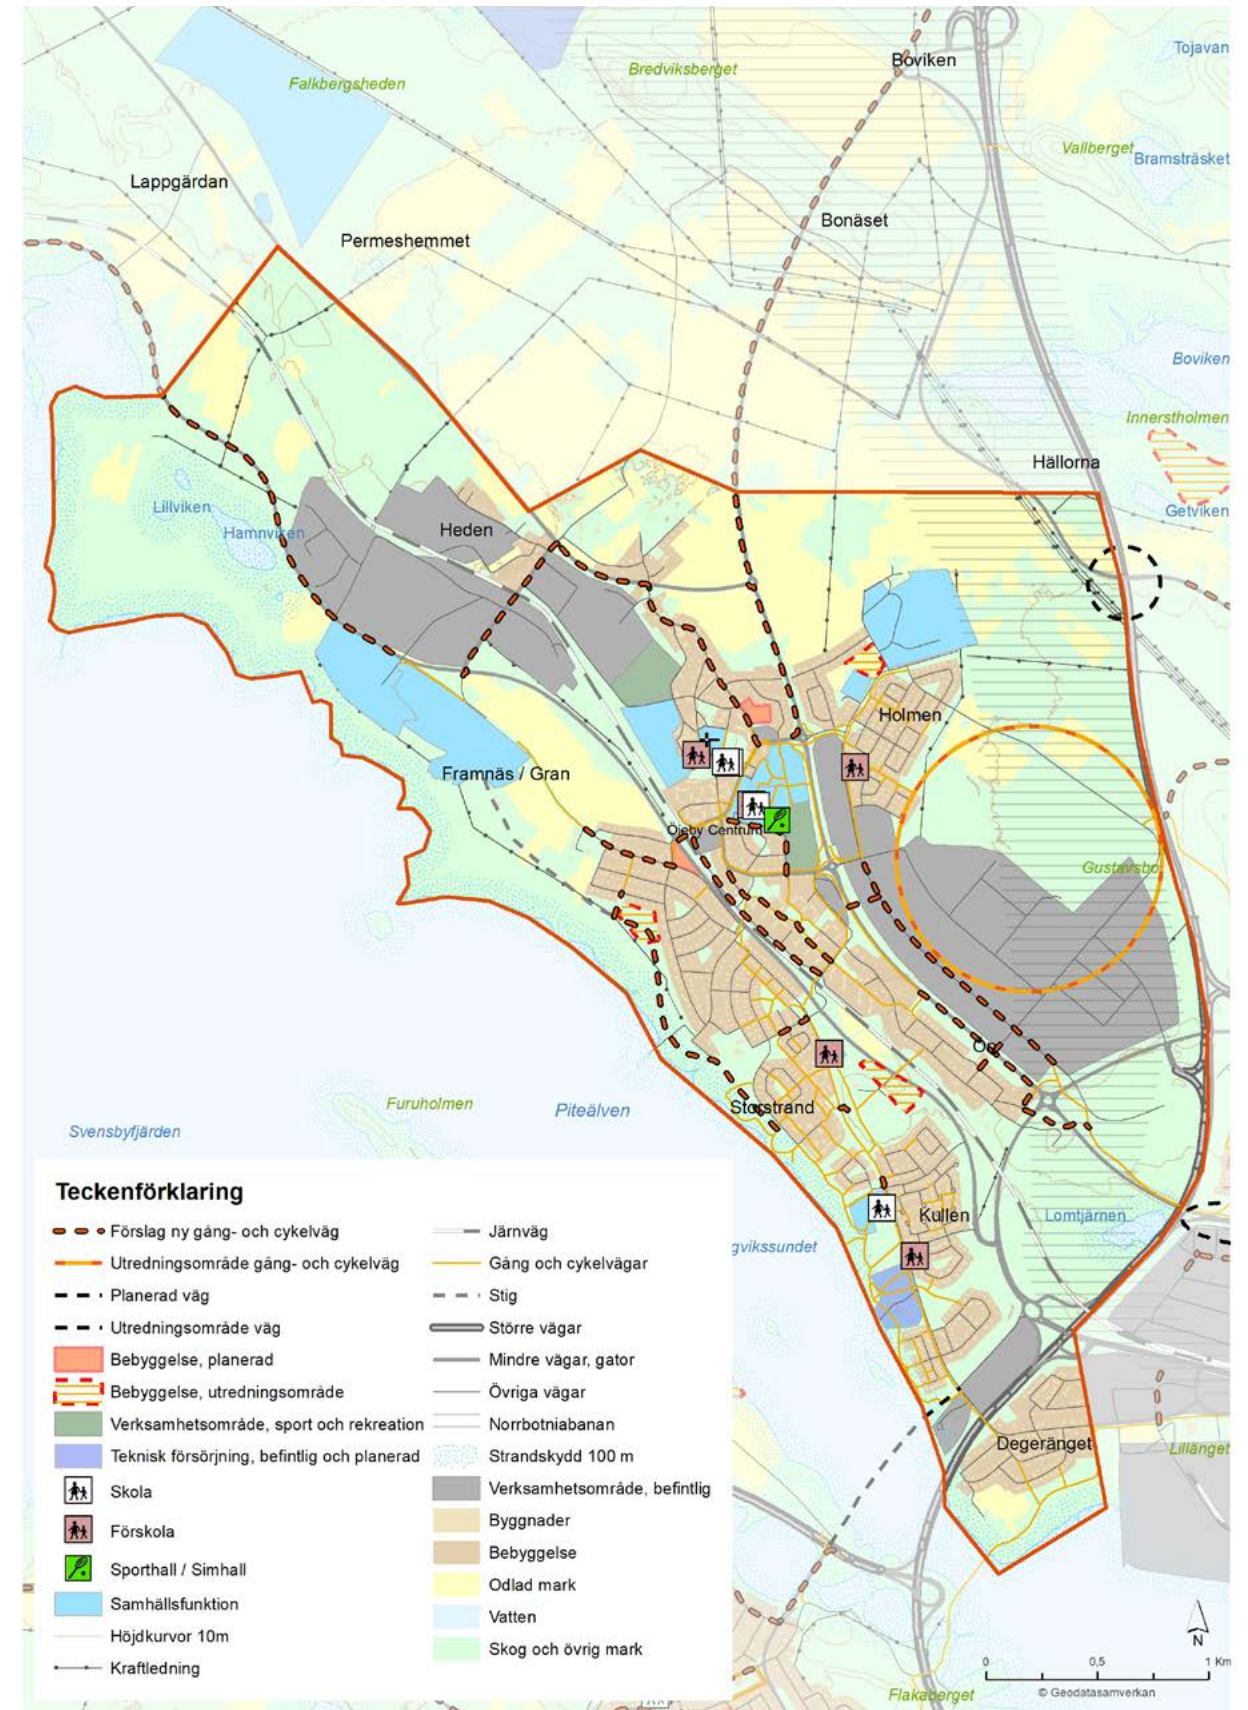 Boviken
Tojavan
Bredviksberget
Falkbergsheden
Vallberget
Bramsträsket
Lappgärdan
Bonäset
Permeshemmet
Boviken
Innerstholmen
Hällorna
Getviken
Lillviken
Hamnviken
Heden
Holmen
Framnäs / Gran
Öjeby Centrum
Gustavsbo
Furuholmen
Piteälven
Storstrand
Svensbyfjärden
Kullen
Lomtjärnen
gvikssundet
Degeränget
Lillänget
Flakaberget
Teckenförklaring
Förslag ny gång- och cykelväg
Utredningsområde gång- och cykelväg
Planerad väg
Utredningsområde väg
Bebyggelse, planerad
Bebyggelse, utredningsområde
Verksamhetsområde, sport och rekreation
Teknisk försörjning, befintlig och planerad
Skola
Förskola
Sporthall / Simhall
Samhällsfunktion
Höjdkurvor 10m
Kraftledning
Järnväg
Gång och cykelvägar
Stig
Större vägar
Mindre vägar, gator
Övriga vägar
Norrbotniabanan
Strandskydd 100 m
Verksamhetsområde, befintlig
Byggnader
Bebyggelse
Odlad mark
Vatten
Skog och övrig mark
N
0 0,5 1 Km
© Geodatasamverkan